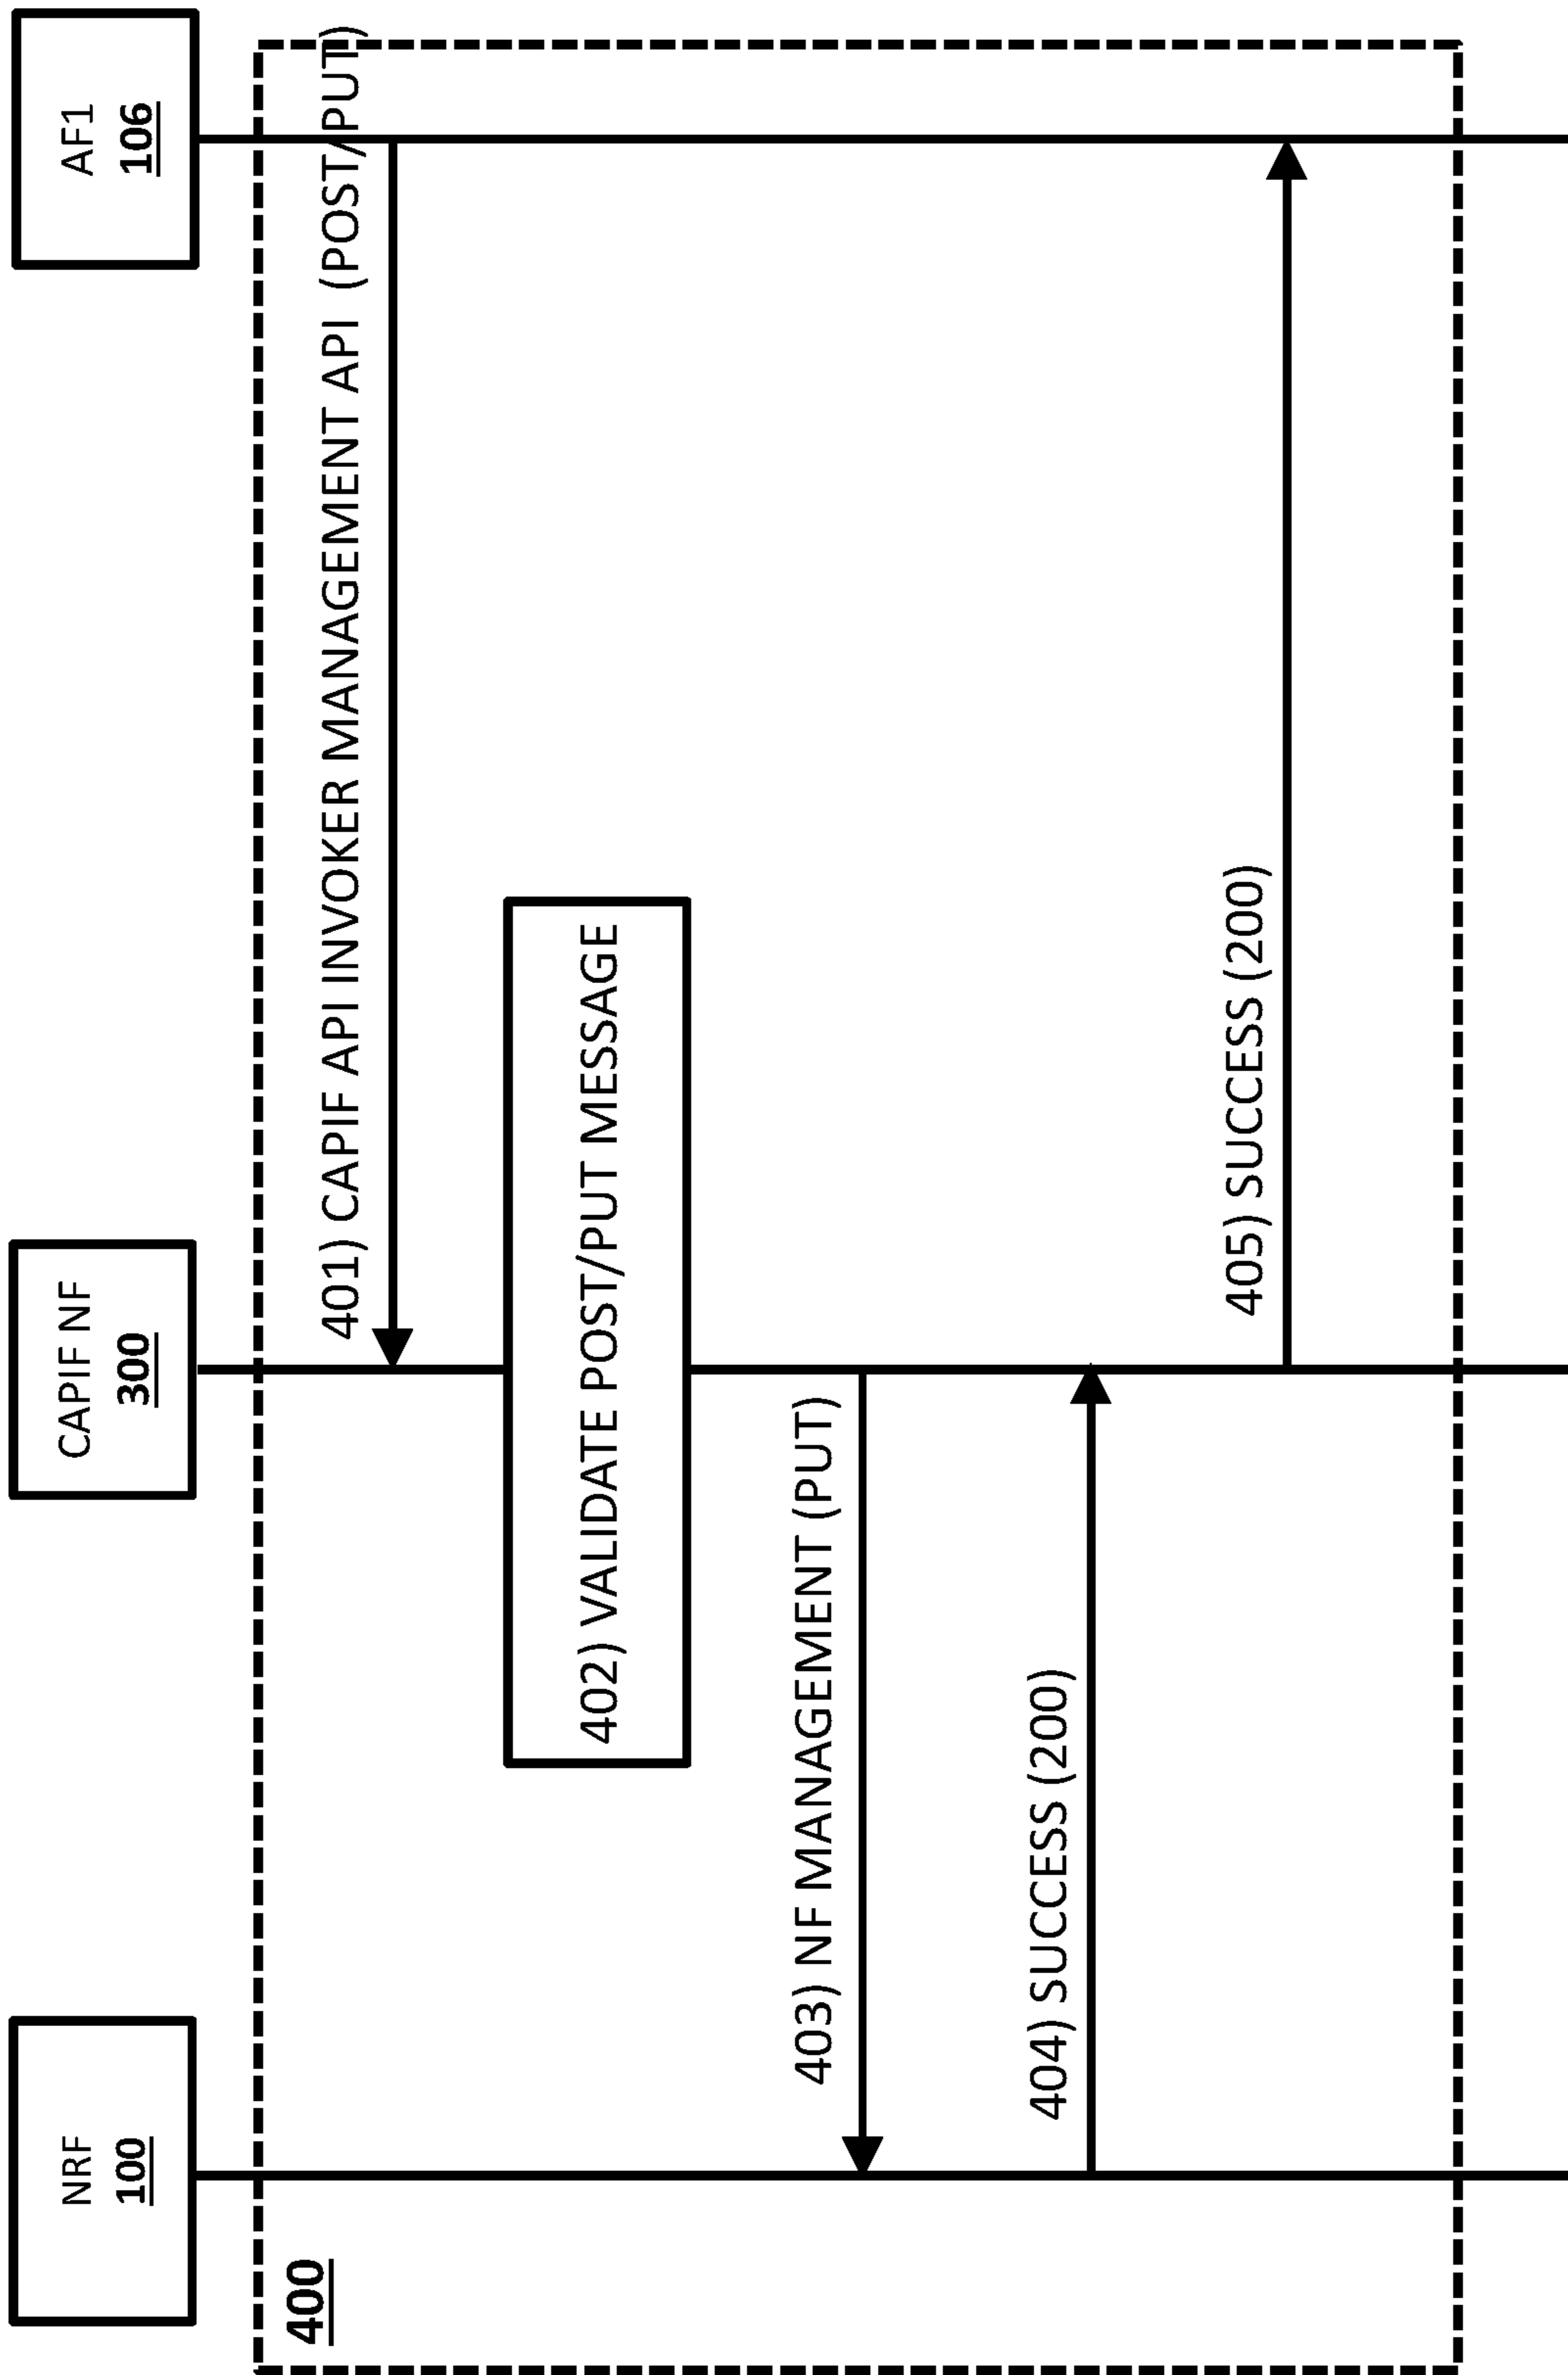 NRF
100
CAPIF NF
300
AF1
106
400
401) CAPIF API INVOKER MANAGEMENT API (POST/PUT)
402) VALIDATE POST/PUT MESSAGE
403) NF MANAGEMENT (PUT)
404) SUCCESS (200)
405) SUCCESS (200)